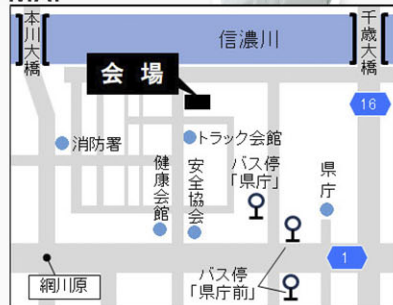 本川大橋
信濃川
千歳大橋
会場
16
消防署
トラック会館
健康会館
安全協会
バス停
「県庁」
県庁
1
網川原
バス停
「県庁前」